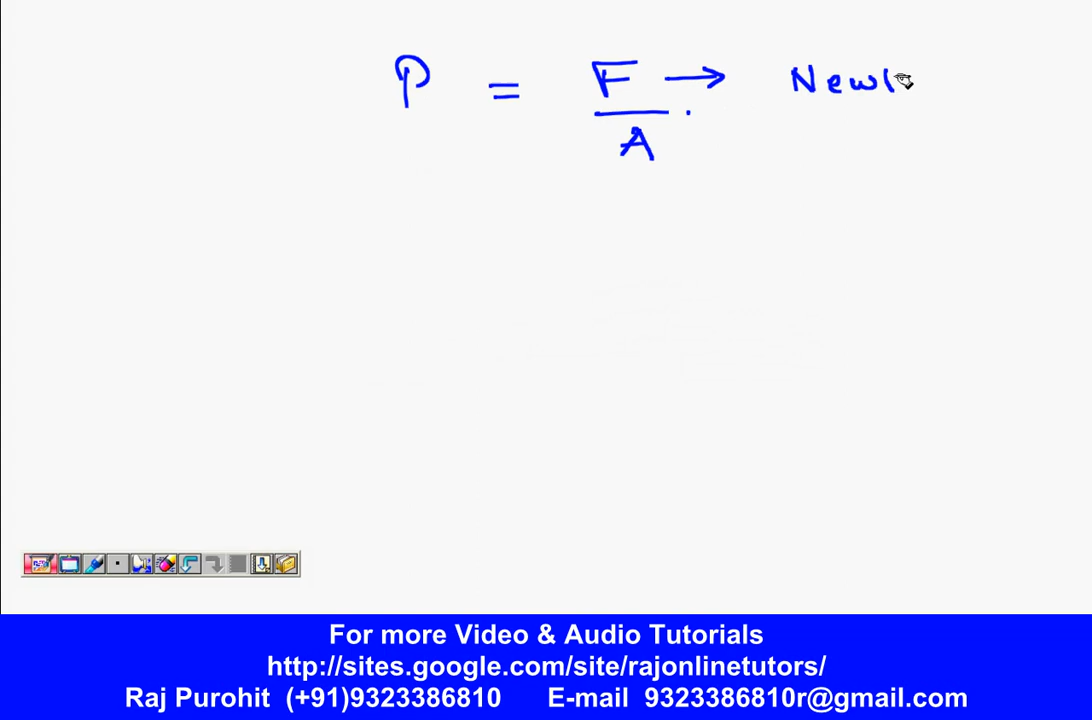 P = F → New
A
For more Video & Audio Tutorials
http://sites.google.com/site/rajonlinetutors/
Raj Purohit (+91)9323386810 E-mail 9323386810r@gmail.com